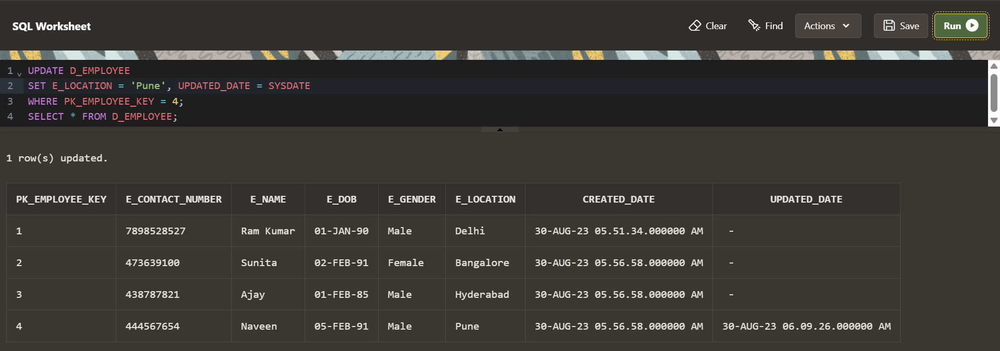 SQL Worksheet Clear Find Actions Save Run
1 UPDATE D_EMPLOYEE
2 SET E_LOCATION = 'Pune', UPDATED_DATE = SYSDATE
3 WHERE PK_EMPLOYEE_KEY = 4;
4 SELECT * FROM D_EMPLOYEE;
1 row(s) updated.
PK_EMPLOYEE_KEY E_CONTACT_NUMBER E_NAME E_DOB E_GENDER E_LOCATION CREATED_DATE UPDATED_DATE
1 7898528527 Ram Kumar 01-JAN-90 Male Delhi 30-AUG-23 05.51.34.000000 AM -
2 473639100 Sunita 02-FEB-91 Female Bangalore 30-AUG-23 05.56.58.000000 AM -
3 438787821 Ajay 01-FEB-85 Male Hyderabad 30-AUG-23 05.56.58.000000 AM -
4 444567654 Naveen 05-FEB-91 Male Pune 30-AUG-23 05.56.58.000000 AM 30-AUG-23 06.09.26.000000 AM